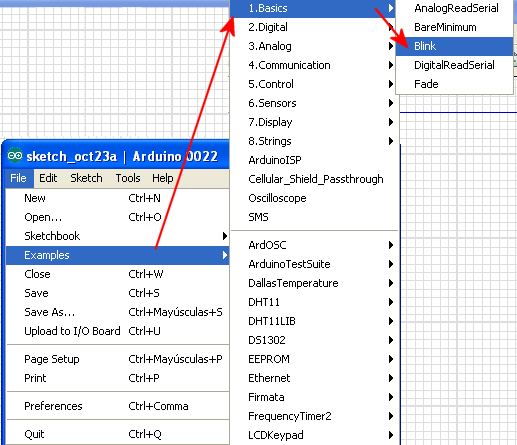 sketch_oct23a | Arduino 0022
File Edit Sketch Tools Help
New Ctrl+N
Open... Ctrl+O
Sketchbook
Examples
Close Ctrl+W
Save Ctrl+S
Save As... Ctrl+Mayúsculas+S
Upload to I/O Board Ctrl+U
Page Setup Ctrl+Mayúsculas+P
Print Ctrl+P
Preferences Ctrl+Comma
Quit Ctrl+Q
1.Basics
2.Digital
3.Analog
4.Communication
5.Control
6.Sensors
7.Display
8.Strings
ArduinoISP
Cellular_Shield_Passthrough
Oscilloscope
SMS
ArdOSC
ArduinoTestSuite
DallasTemperature
DHT11
DHT11LIB
DS1302
EEPROM
Ethernet
Firmata
FrequencyTimer2
LCDKeypad
AnalogReadSerial
BareMinimum
Blink
DigitalReadSerial
Fade